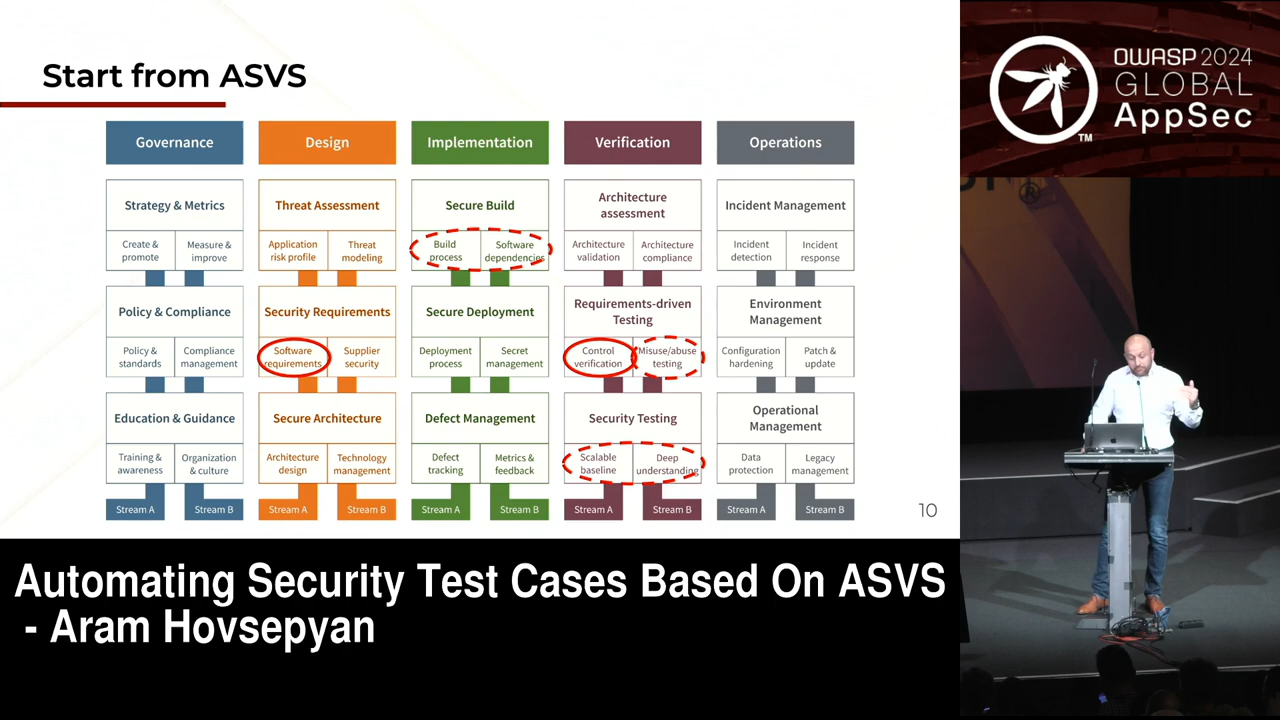 Start from ASVS
Governance
Design
Implementation
Verification
Operations
Strategy & Metrics
Threat Assessment
Secure Build
Architecture
assessment
Incident Management
Create &
promote
Measure &
improve
Application
risk profile
Threat
modeling
Build
process
Software
dependencies
Architecture
validation
Architecture
compliance
Incident
detection
Incident
response
Policy & Compliance
Security Requirements
Secure Deployment
Requirements-driven
Testing
Environment
Management
Policy &
standards
Compliance
management
Software
requirements
Supplier
security
Deployment
process
Secret
management
Control
verification
Misuse/abuse
testing
Configuration
hardening
Patch &
update
Education & Guidance
Secure Architecture
Defect Management
Security Testing
Operational
Management
Training &
awareness
Organization
& culture
Architecture
design
Technology
management
Defect
tracking
Metrics &
feedback
Scalable
baseline
Deep
understanding
Data
protection
Legacy
management
Stream A
Stream B
Stream A
Stream B
Stream A
Stream B
Stream A
Stream B
Stream A
Stream B
10
OWASP 2024
GLOBAL
AppSec
TM
Automating Security Test Cases Based On ASVS
- Aram Hovsepyan